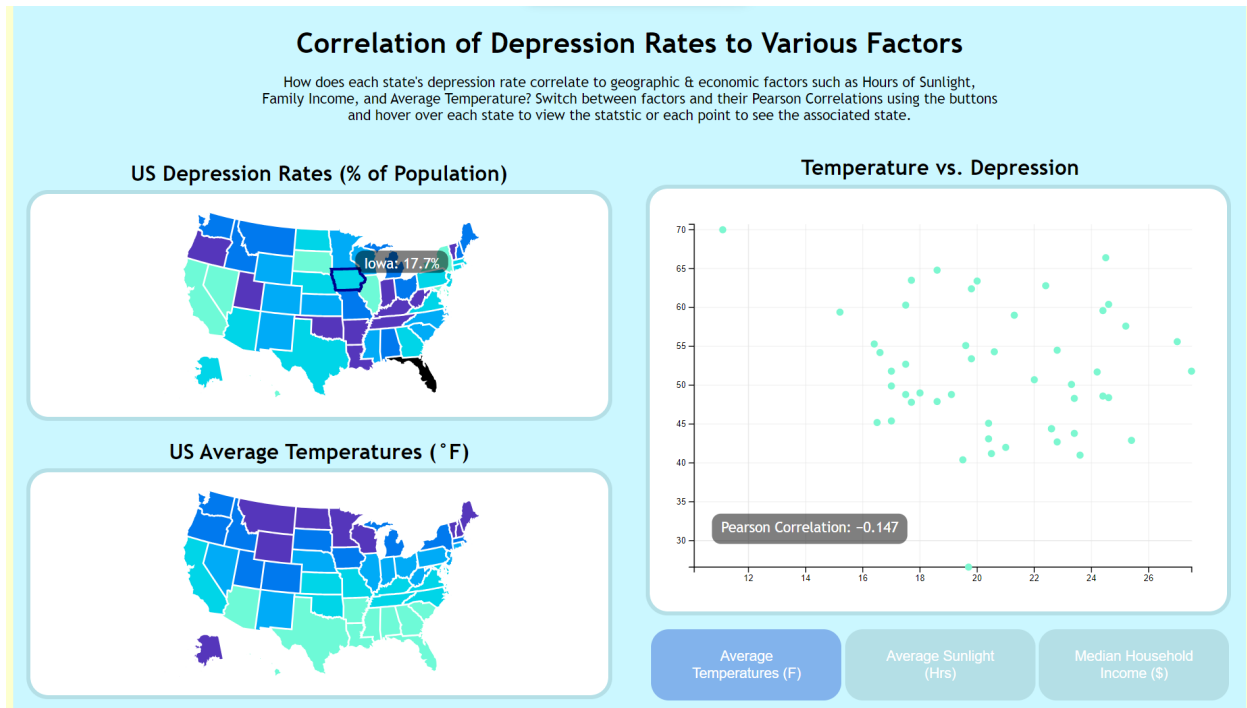 Correlation of Depression Rates to Various Factors
How does each state's depression rate correlate to geographic & economic factors such as Hours of Sunlight,
Family Income, and Average Temperature? Switch between factors and their Pearson Correlations using the buttons
and hover over each state to view the statstic or each point to see the associated state.
US Depression Rates (% of Population)
Iowa: 17.7%
US Average Temperatures (°F)
Temperature vs. Depression
70
65
60
55
50
45
40
35
30
Pearson Correlation: −0.147
12 14 16 18 20 22 24 26
Average
Temperatures (F)
Average Sunlight
(Hrs)
Median Household
Income ($)